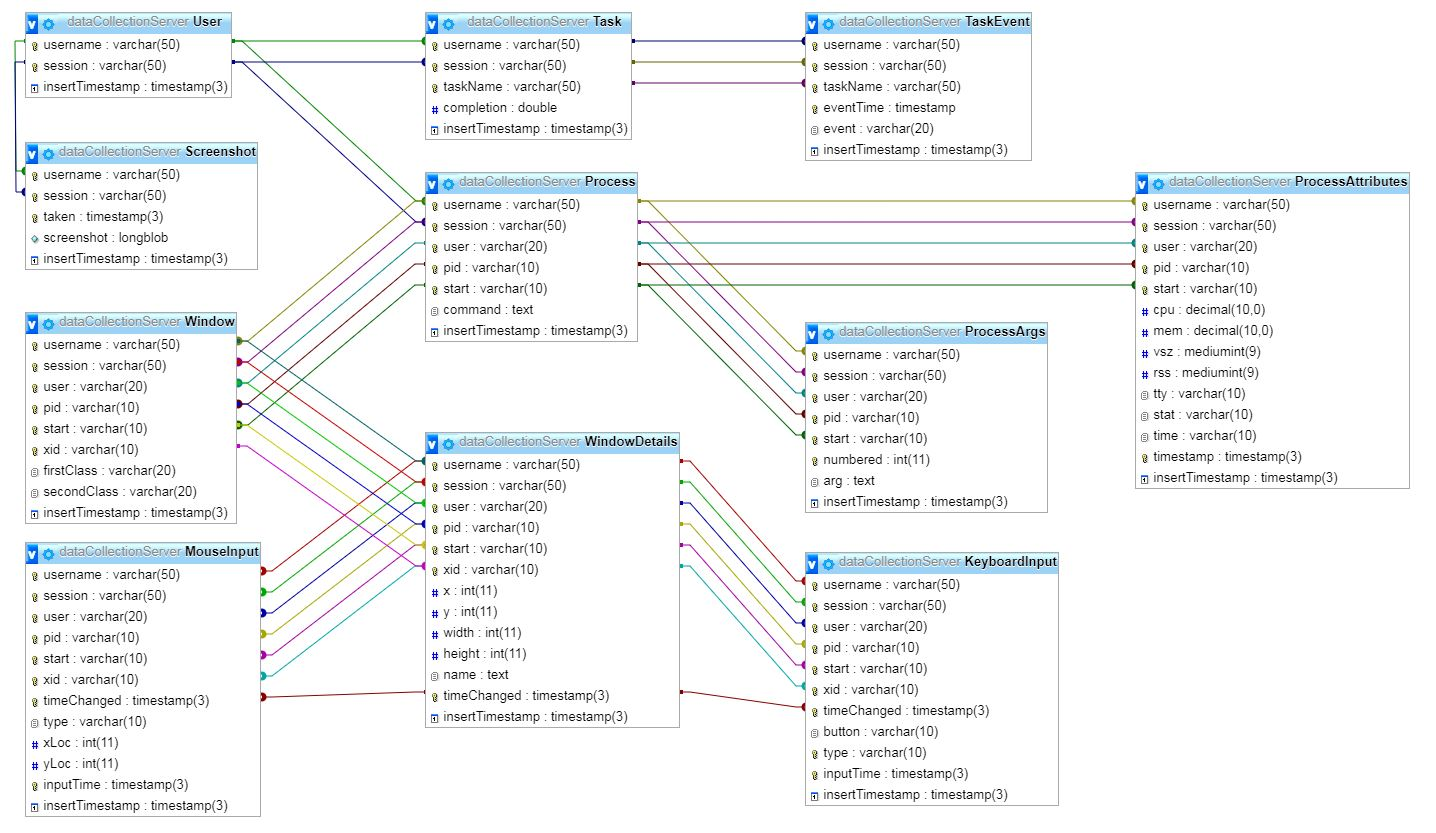 dataCollectionServer User
username : varchar(50)
session : varchar(50)
insertTimestamp : timestamp(3)
dataCollectionServer Task
username : varchar(50)
session : varchar(50)
taskName : varchar(50)
completion : double
insertTimestamp : timestamp(3)
dataCollectionServer TaskEvent
username : varchar(50)
session : varchar(50)
taskName : varchar(50)
eventTime : timestamp
event : varchar(20)
insertTimestamp : timestamp(3)
dataCollectionServer Screenshot
username : varchar(50)
session : varchar(50)
taken : timestamp(3)
screenshot : longblob
insertTimestamp : timestamp(3)
dataCollectionServer Process
username : varchar(50)
session : varchar(50)
user : varchar(20)
pid : varchar(10)
start : varchar(10)
command : text
insertTimestamp : timestamp(3)
dataCollectionServer ProcessAttributes
username : varchar(50)
session : varchar(50)
user : varchar(20)
pid : varchar(10)
start : varchar(10)
cpu : decimal(10,0)
mem : decimal(10,0)
vsz : mediumint(9)
rss : mediumint(9)
tty : varchar(10)
stat : varchar(10)
time : varchar(10)
timestamp : timestamp(3)
insertTimestamp : timestamp(3)
dataCollectionServer Window
username : varchar(50)
session : varchar(50)
user : varchar(20)
pid : varchar(10)
start : varchar(10)
xid : varchar(10)
firstClass : varchar(20)
secondClass : varchar(20)
insertTimestamp : timestamp(3)
dataCollectionServer ProcessArgs
username : varchar(50)
session : varchar(50)
user : varchar(20)
pid : varchar(10)
start : varchar(10)
numbered : int(11)
arg : text
insertTimestamp : timestamp(3)
dataCollectionServer WindowDetails
username : varchar(50)
session : varchar(50)
user : varchar(20)
pid : varchar(10)
start : varchar(10)
xid : varchar(10)
x : int(11)
y : int(11)
width : int(11)
height : int(11)
name : text
timeChanged : timestamp(3)
insertTimestamp : timestamp(3)
dataCollectionServer MouseInput
username : varchar(50)
session : varchar(50)
user : varchar(20)
pid : varchar(10)
start : varchar(10)
xid : varchar(10)
timeChanged : timestamp(3)
type : varchar(10)
xLoc : int(11)
yLoc : int(11)
inputTime : timestamp(3)
insertTimestamp : timestamp(3)
dataCollectionServer KeyboardInput
username : varchar(50)
session : varchar(50)
user : varchar(20)
pid : varchar(10)
start : varchar(10)
xid : varchar(10)
timeChanged : timestamp(3)
button : varchar(10)
type : varchar(10)
inputTime : timestamp(3)
insertTimestamp : timestamp(3)